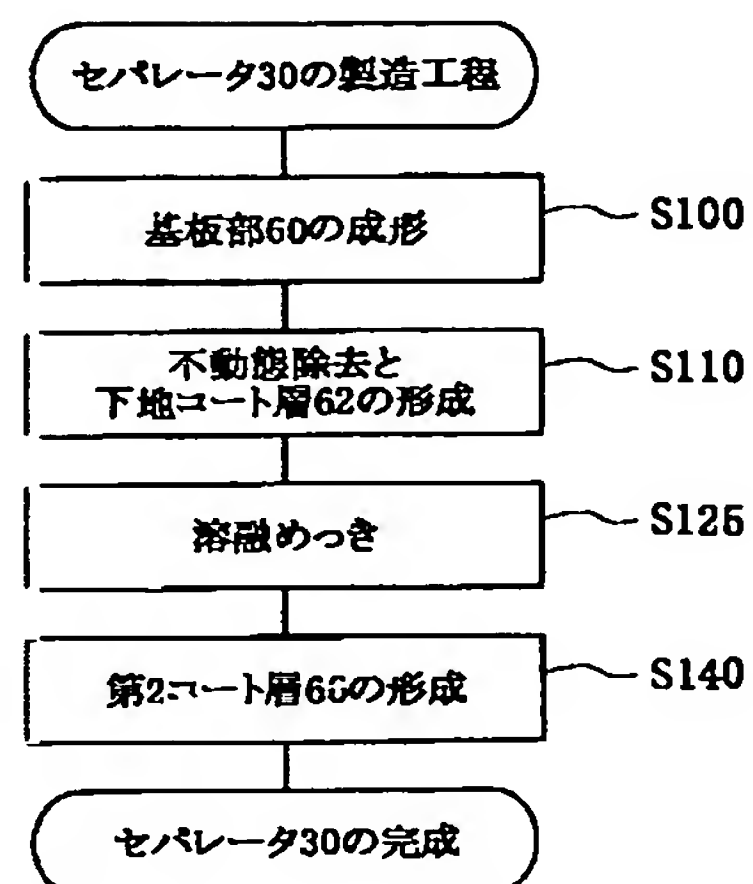 セパレータ30の製造工程
基板部60の成形
S100
不動態除去と
下地コート層62の形成
S110
溶融めっき
S125
第2コート層66の形成
S140
セパレータ30の完成